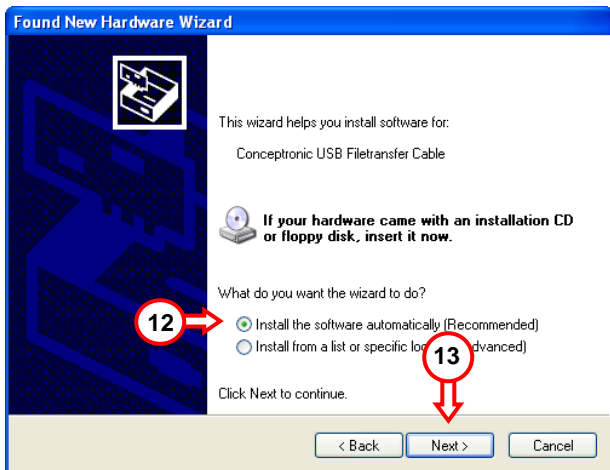 Found New Hardware Wizard
This wizard helps you install software for:
Conceptronic USB Filetransfer Cable
If your hardware came with an installation CD
or floppy disk, insert it now.
What do you want the wizard to do?
12
Install the software automatically (Recommended)
Install from a list or specific
13
Click Next to continue.
< Back
Next >
Cancel